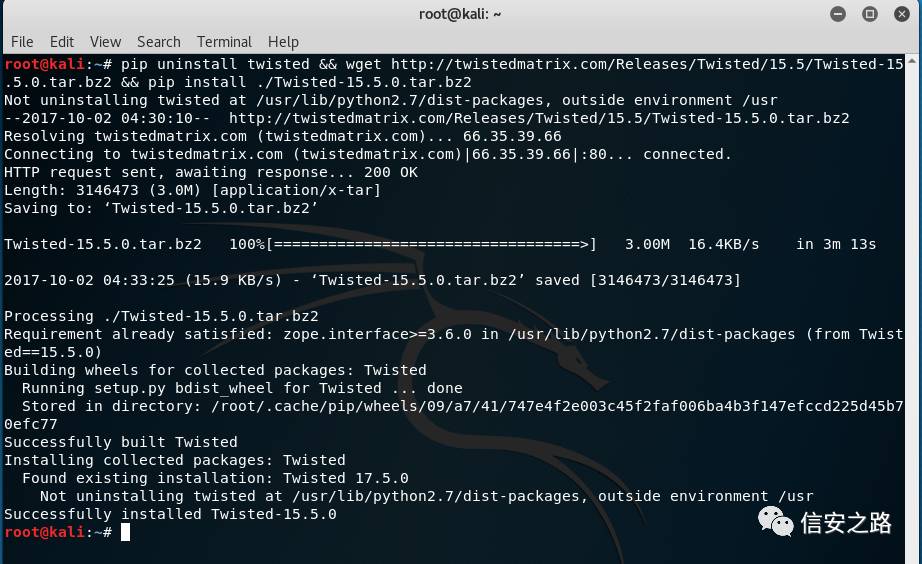 root@kali: ~
File Edit View Search Terminal Help
root@kali:~# pip uninstall twisted && wget http://twistedmatrix.com/Releases/Twisted/15.5/Twisted-15
.5.0.tar.bz2 && pip install ./Twisted-15.5.0.tar.bz2
Not uninstalling twisted at /usr/lib/python2.7/dist-packages, outside environment /usr
--2017-10-02 04:30:10--  http://twistedmatrix.com/Releases/Twisted/15.5/Twisted-15.5.0.tar.bz2
Resolving twistedmatrix.com (twistedmatrix.com)... 66.35.39.66
Connecting to twistedmatrix.com (twistedmatrix.com)|66.35.39.66|:80... connected.
HTTP request sent, awaiting response... 200 OK
Length: 3146473 (3.0M) [application/x-tar]
Saving to: ‘Twisted-15.5.0.tar.bz2’
Twisted-15.5.0.tar.bz2   100%[==================================>]   3.00M  16.4KB/s    in 3m 13s
2017-10-02 04:33:25 (15.9 KB/s) - ‘Twisted-15.5.0.tar.bz2’ saved [3146473/3146473]
Processing ./Twisted-15.5.0.tar.bz2
Requirement already satisfied: zope.interface>=3.6.0 in /usr/lib/python2.7/dist-packages (from Twist
ed==15.5.0)
Building wheels for collected packages: Twisted
  Running setup.py bdist_wheel for Twisted ... done
  Stored in directory: /root/.cache/pip/wheels/09/a7/41/747e4f2e003c45f2faf006ba4b3f147efccd225d45b7
0efc77
Successfully built Twisted
Installing collected packages: Twisted
  Found existing installation: Twisted 17.5.0
    Not uninstalling twisted at /usr/lib/python2.7/dist-packages, outside environment /usr
Successfully installed Twisted-15.5.0
root@kali:~#
信安之路